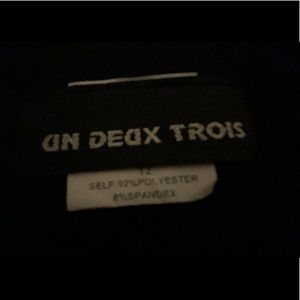 UN DEUX TROIS
12
SELF:92%POLYESTER
8%SPANDEX